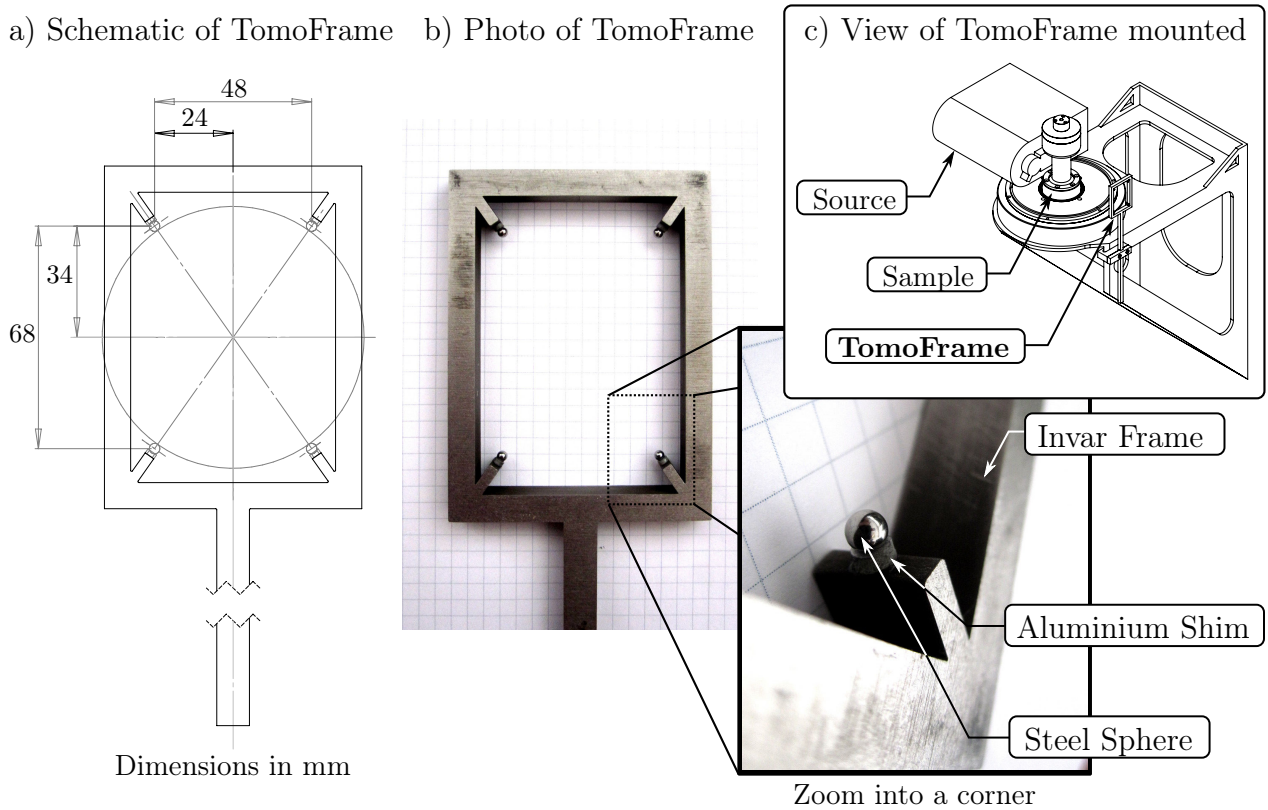 a) Schematic of TomoFrame
b) Photo of TomoFrame
c) View of TomoFrame mounted
48
24
34
68
Dimensions in mm
Source
Sample
TomoFrame
Invar Frame
Aluminium Shim
Steel Sphere
Zoom into a corner